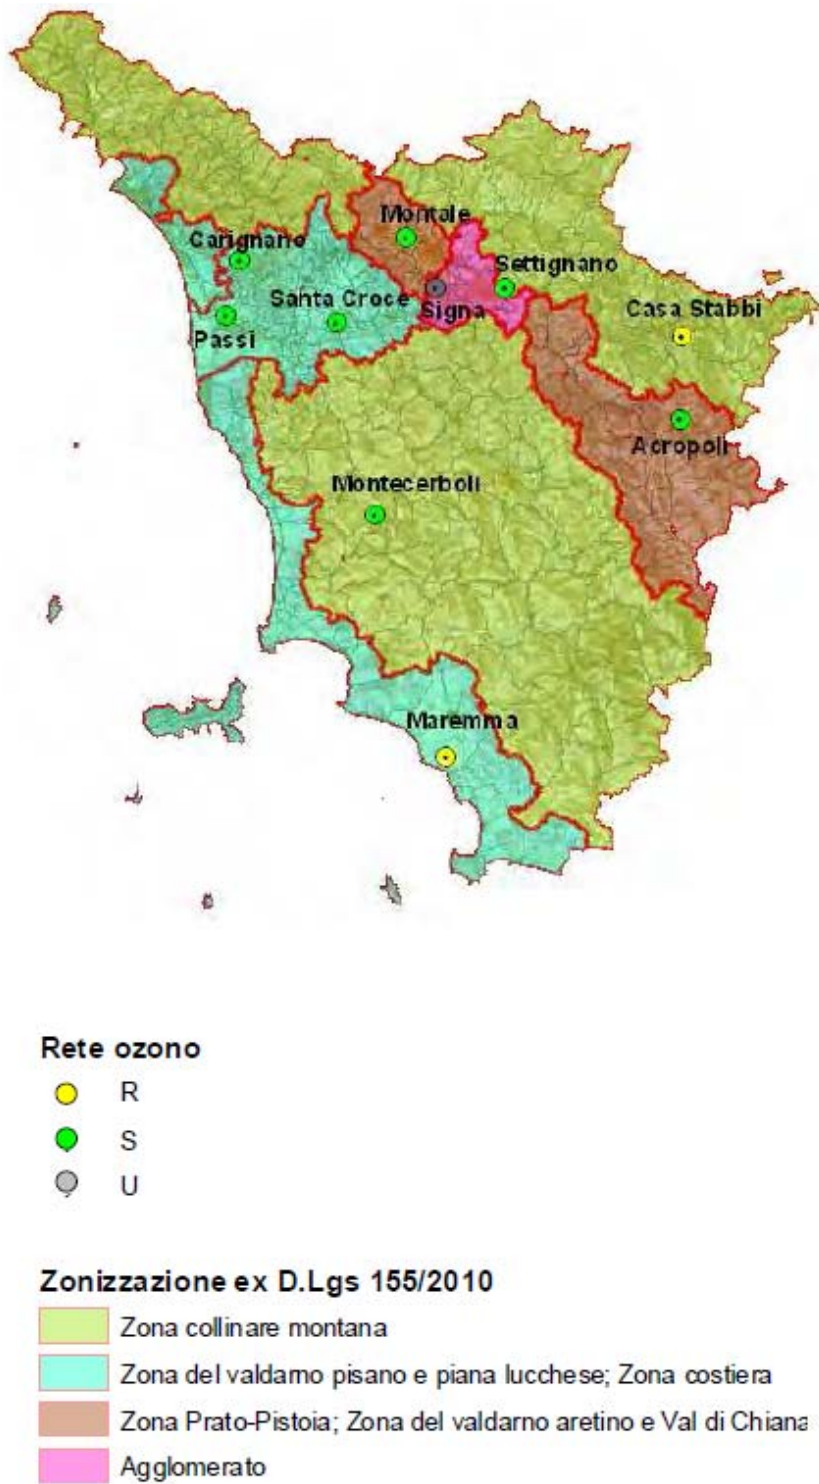 Montale
Carignano
Settignano
Santa Croce
Signa
Casa Stabbi
Passi
Acropoli
Montecerboli
Maremma
Rete ozono
R
S
U
Zonizzazione ex D.Lgs 155/2010
Zona collinare montana
Zona del valdarno pisano e piana lucchese; Zona costiera
Zona Prato-Pistoia; Zona del valdarno aretino e Val di Chiana
Agglomerato